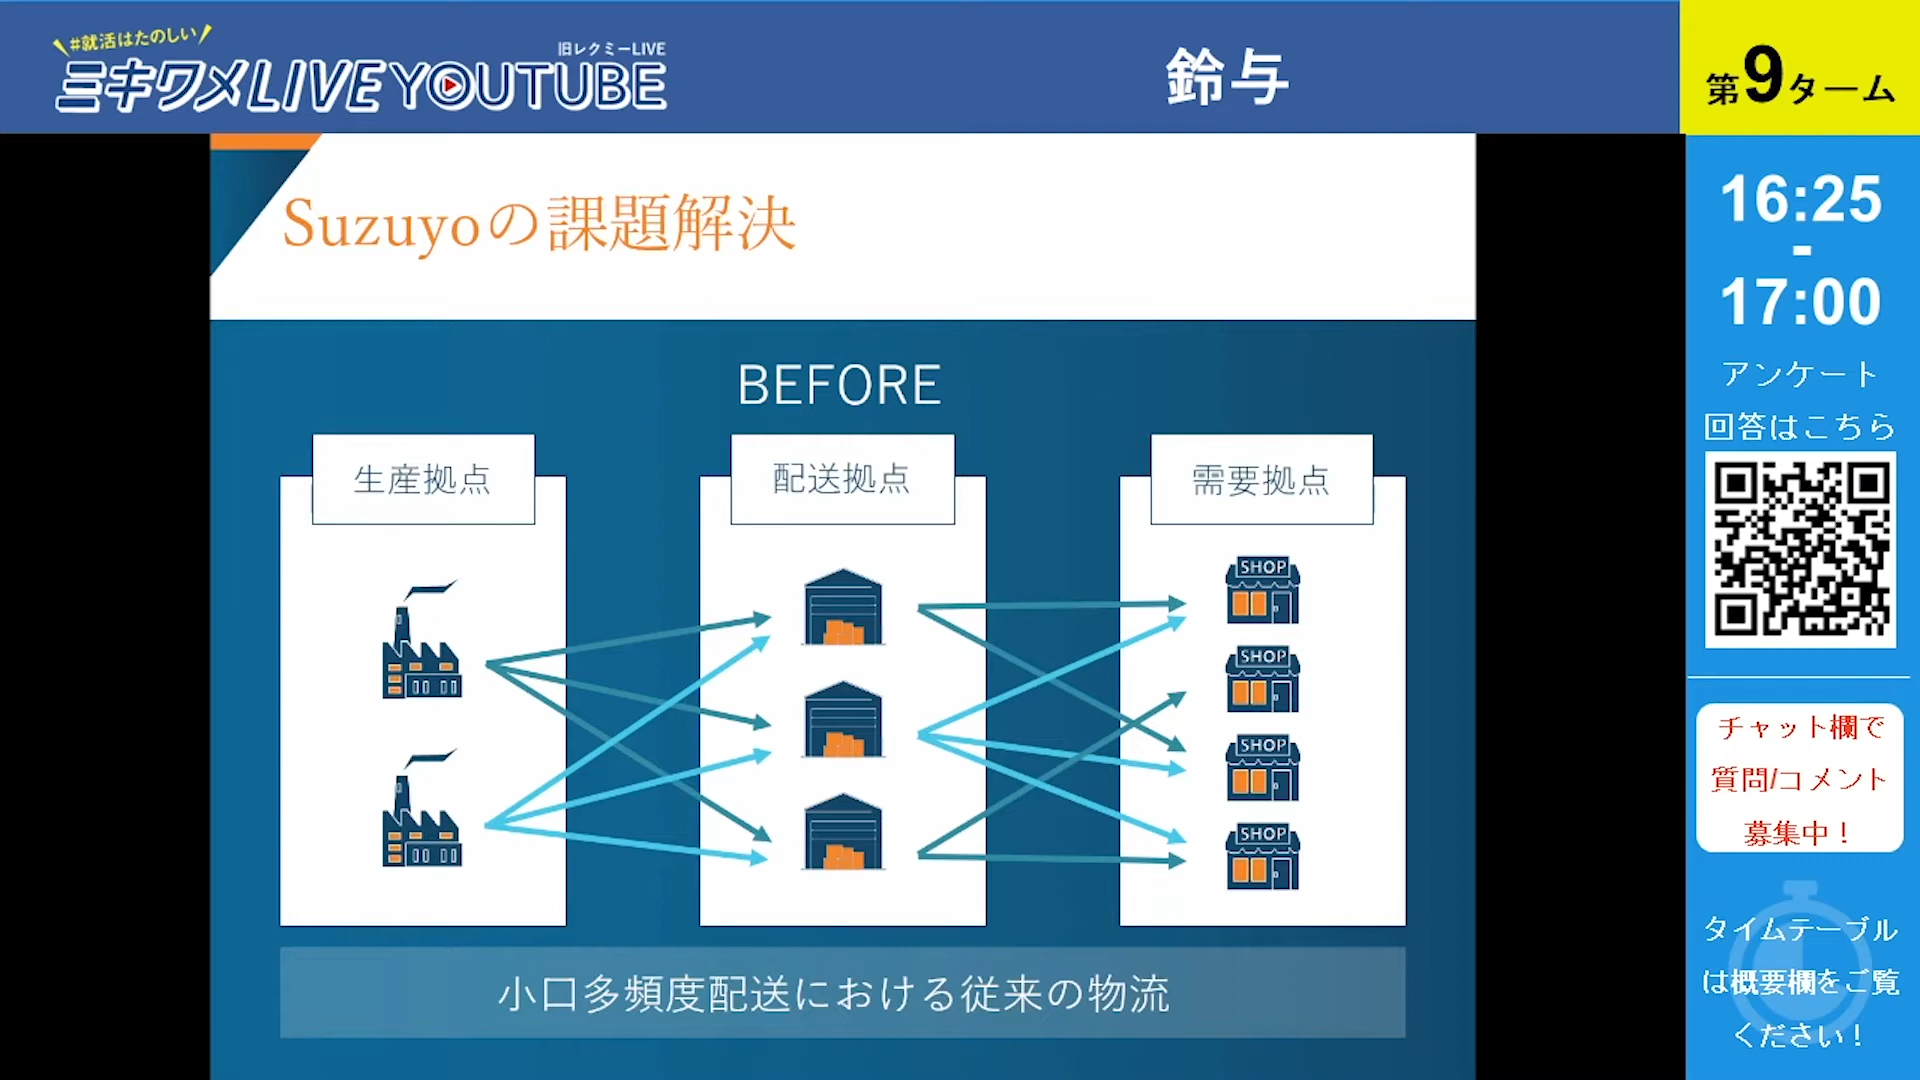 #就活はたのしい
旧レクミーLIVE
ミキワメLIVE YOUTUBE
鈴与
第9ターム
Suzuyoの課題解決
BEFORE
生産拠点
配送拠点
需要拠点
SHOP
SHOP
SHOP
SHOP
小口多頻度配送における従来の物流
16:25
-
17:00
アンケート
回答はこちら
チャット欄で
質問/コメント
募集中！
タイムテーブル
は概要欄をご覧
ください！